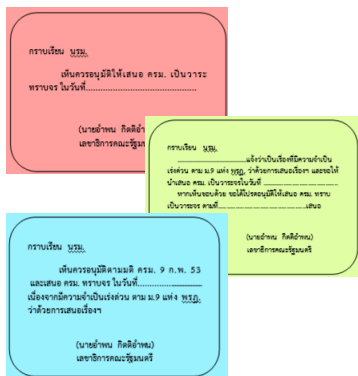 กราบเรียน นรม.
เห็นควรอนุมัติให้เสนอ ครม. เป็นวาระ
ทราบจร ในวันที่.................................................
(นายอำพน กิตติอำ
เลขาธิการคณะรัฐม
กราบเรียน นรม.
..............................แจ้งว่าเป็นเรื่องที่มีความจำเป็น
เร่งด่วน ตาม ม.9 แห่ง พรฎ. ว่าด้วยการเสนอเรื่องฯ และขอให้
นำเสนอ ครม. เป็นวาระจรในวันที่ ................................
หากเห็นชอบด้วย ขอได้โปรดอนุมัติให้เสนอ ครม. ทราบ
เป็นวาระจร ตามที่......................................เสนอ
(นายอำพน กิตติอำพน)
เลขาธิการคณะรัฐมนตรี
กราบเรียน นรม.
เห็นควรอนุมัติตามมติ ครม. 9 ก.พ. 53
และเสนอ ครม. ทราบจร ในวันที่.........................
เนื่องจากมีความจำเป็นเร่งด่วน ตาม ม.9 แห่ง พรฎ.
ว่าด้วยการเสนอเรื่องฯ
(นายอำพน กิตติอำพน)
เลขาธิการคณะรัฐมนตรี